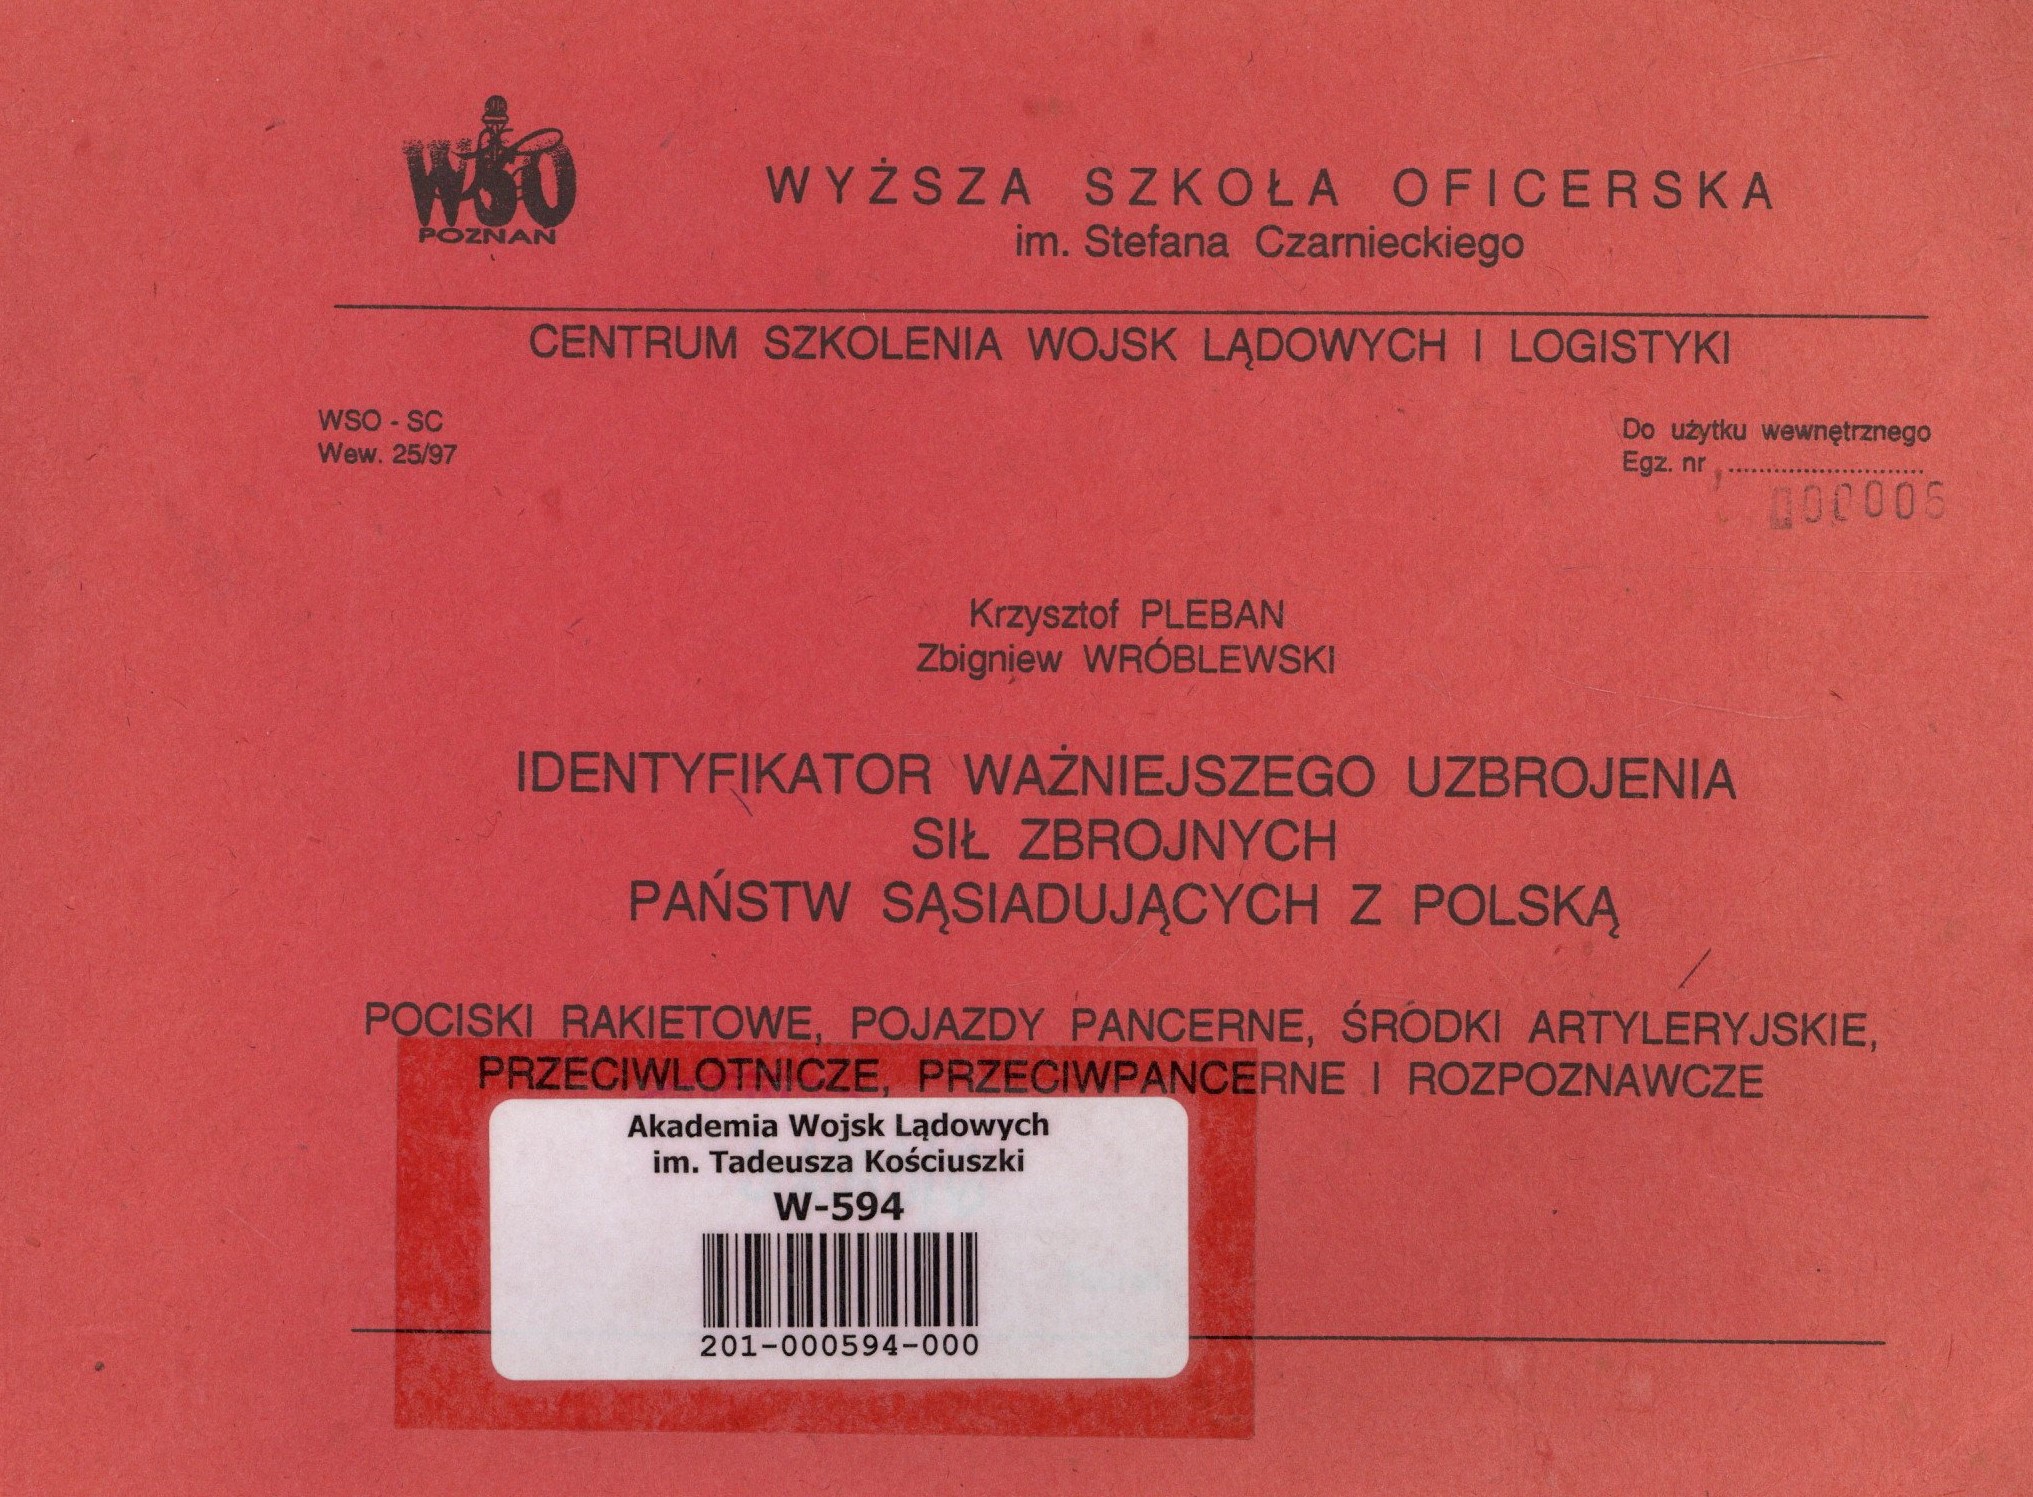 WSO
POZNAŃ
WYŻSZA SZKOŁA OFICERSKA
im. Stefana Czarnieckiego
CENTRUM SZKOLENIA WOJSK LĄDOWYCH I LOGISTYKI
WSO - SC
Wew. 25/97
Do użytku wewnętrznego
Egz. nr ..........................
000006
Krzysztof PLEBAN
Zbigniew WRÓBLEWSKI
IDENTYFIKATOR WAŻNIEJSZEGO UZBROJENIA
SIŁ ZBROJNYCH
PAŃSTW SĄSIADUJĄCYCH Z POLSKĄ
POCISKI RAKIETOWE, POJAZDY PANCERNE, ŚRODKI ARTYLERYJSKIE,
PRZECIWLOTNICZE, PRZECIWPANCERNE I ROZPOZNAWCZE
Akademia Wojsk Lądowych
im. Tadeusza Kościuszki
W-594
201-000594-000